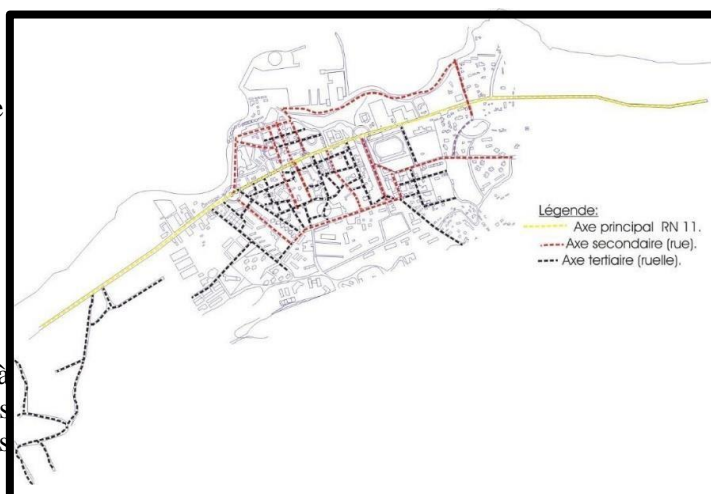 e
Légende:
Axe principal RN 11.
Axe secondaire (rue).
Axe tertiaire (ruelle).
à
s
s